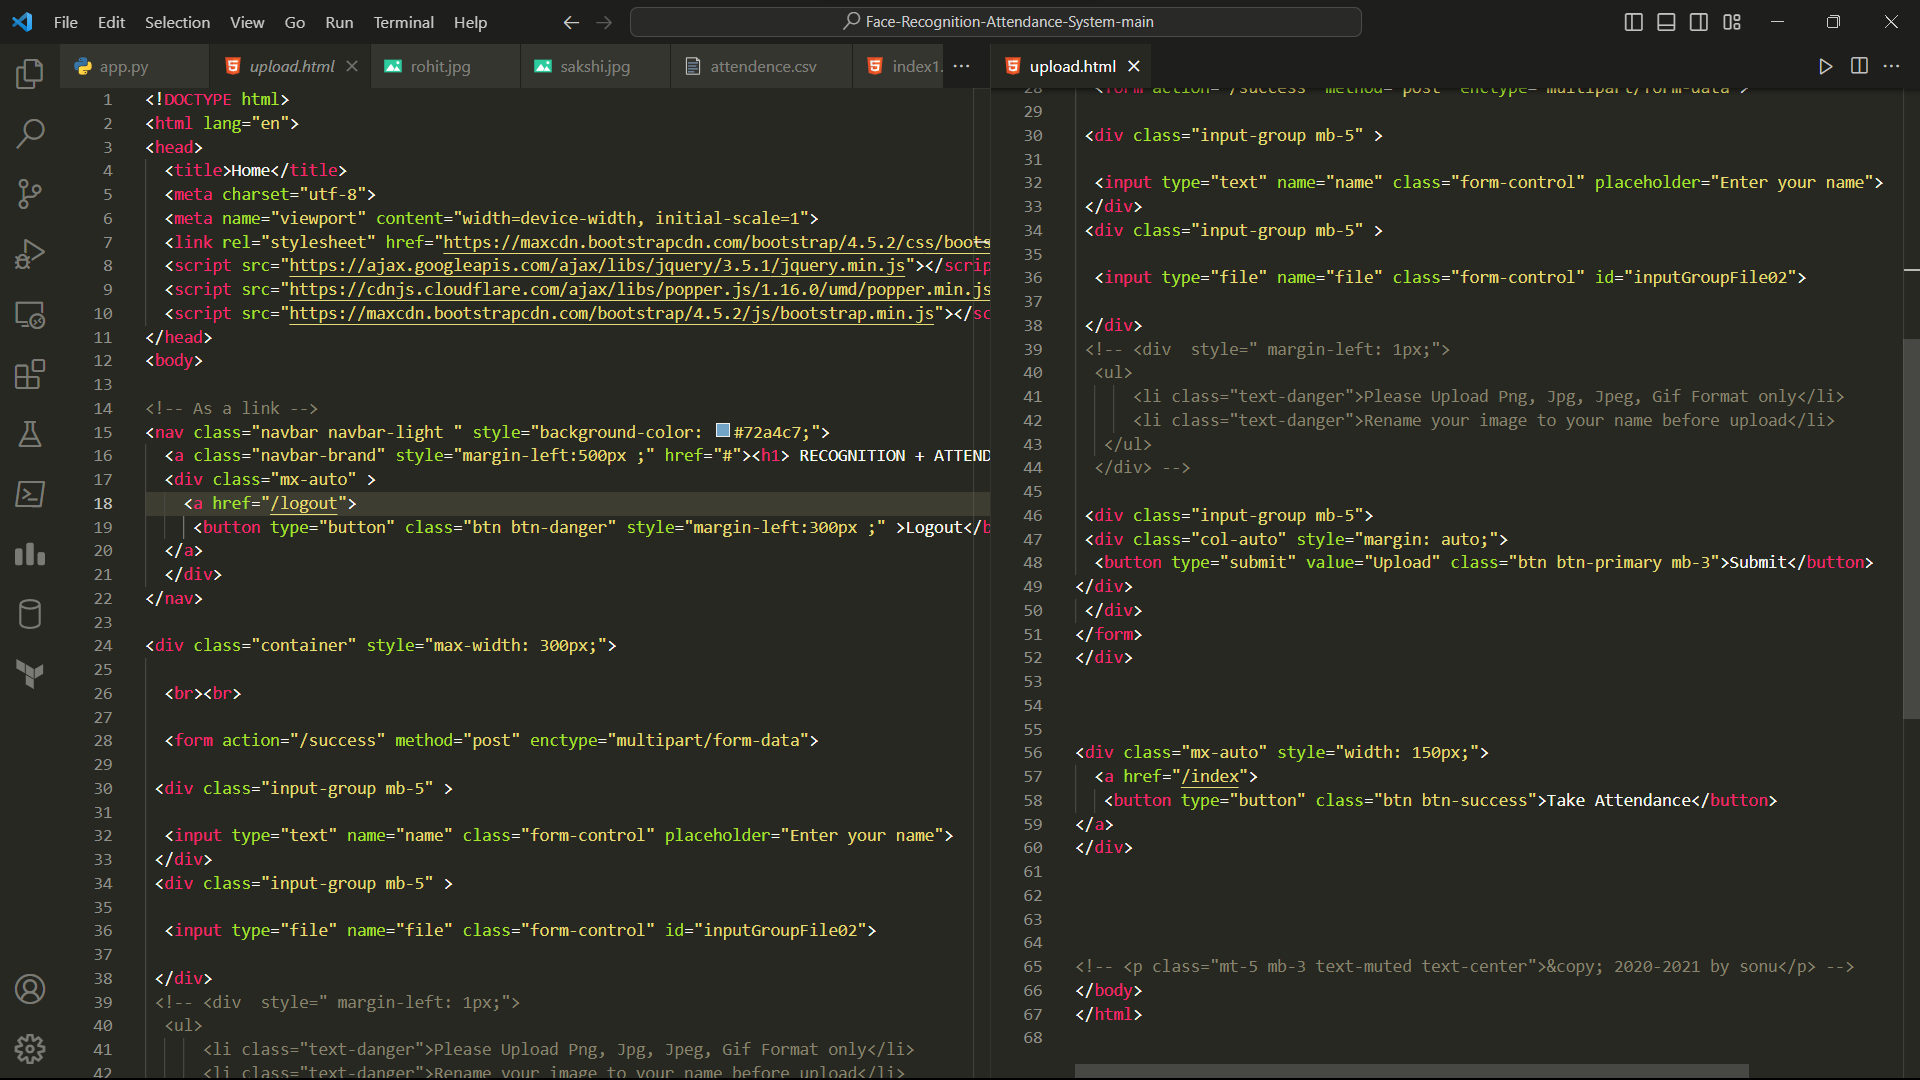 File Edit Selection View Go Run Terminal Help
Face-Recognition-Attendance-System-main
app.py
upload.html
rohit.jpg
sakshi.jpg
attendence.csv
index1.
1 <!DOCTYPE html>
2 <html lang="en">
3 <head>
4 <title>Home</title>
5 <meta charset="utf-8">
6 <meta name="viewport" content="width=device-width, initial-scale=1">
7 <link rel="stylesheet" href="https://maxcdn.bootstrapcdn.com/bootstrap/4.5.2/css/boots
8 <script src="https://ajax.googleapis.com/ajax/libs/jquery/3.5.1/jquery.min.js"></scrip
9 <script src="https://cdnjs.cloudflare.com/ajax/libs/popper.js/1.16.0/umd/popper.min.js
10 <script src="https://maxcdn.bootstrapcdn.com/bootstrap/4.5.2/js/bootstrap.min.js"></sc
11 </head>
12 <body>
13
14 <!-- As a link -->
15 <nav class="navbar navbar-light " style="background-color: #72a4c7;">
16 <a class="navbar-brand" style="margin-left:500px ;" href="#"><h1> RECOGNITION + ATTEND
17 <div class="mx-auto" >
18 <a href="/logout">
19 <button type="button" class="btn btn-danger" style="margin-left:300px ;" >Logout</b
20 </a>
21 </div>
22 </nav>
23
24 <div class="container" style="max-width: 300px;">
25
26 <br><br>
27
28 <form action="/success" method="post" enctype="multipart/form-data">
29
30 <div class="input-group mb-5" >
31
32 <input type="text" name="name" class="form-control" placeholder="Enter your name">
33 </div>
34 <div class="input-group mb-5" >
35
36 <input type="file" name="file" class="form-control" id="inputGroupFile02">
37
38 </div>
39 <!-- <div  style=" margin-left: 1px;">
40 <ul>
41 <li class="text-danger">Please Upload Png, Jpg, Jpeg, Gif Format only</li>
42 <li class="text-danger">Rename your image to your name before upload</li>
upload.html
28 <form action="/success" method="post" enctype="multipart/form-data">
29
30 <div class="input-group mb-5" >
31
32 <input type="text" name="name" class="form-control" placeholder="Enter your name">
33 </div>
34 <div class="input-group mb-5" >
35
36 <input type="file" name="file" class="form-control" id="inputGroupFile02">
37
38 </div>
39 <!-- <div  style=" margin-left: 1px;">
40 <ul>
41 <li class="text-danger">Please Upload Png, Jpg, Jpeg, Gif Format only</li>
42 <li class="text-danger">Rename your image to your name before upload</li>
43 </ul>
44 </div> -->
45
46 <div class="input-group mb-5">
47 <div class="col-auto" style="margin: auto;">
48 <button type="submit" value="Upload" class="btn btn-primary mb-3">Submit</button>
49 </div>
50 </div>
51 </form>
52 </div>
53
54
55
56 <div class="mx-auto" style="width: 150px;">
57 <a href="/index">
58 <button type="button" class="btn btn-success">Take Attendance</button>
59 </a>
60 </div>
61
62
63
64
65 <!-- <p class="mt-5 mb-3 text-muted text-center">&copy; 2020-2021 by sonu</p> -->
66 </body>
67 </html>
68